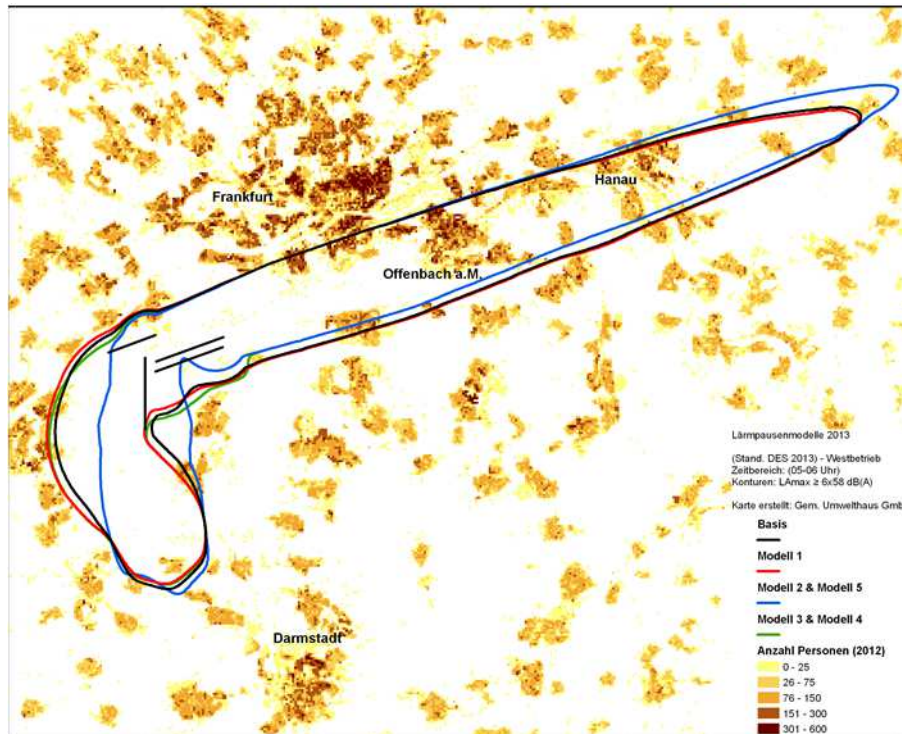 Frankfurt
Hanau
Offenbach a.M.
Darmstadt
Lärmpausenmodelle 2013
(Stand. DES 2013) - Westbetrieb
Zeitbereich: (05-06 Uhr)
Konturen: LAmax ≥ 6x58 dB(A)
Karte erstellt: Gem. Umwelthaus Gmb
Basis
Modell 1
Modell 2 & Modell 5
Modell 3 & Modell 4
Anzahl Personen (2012)
0 - 25
26 - 75
76 - 150
151 - 300
301 - 600